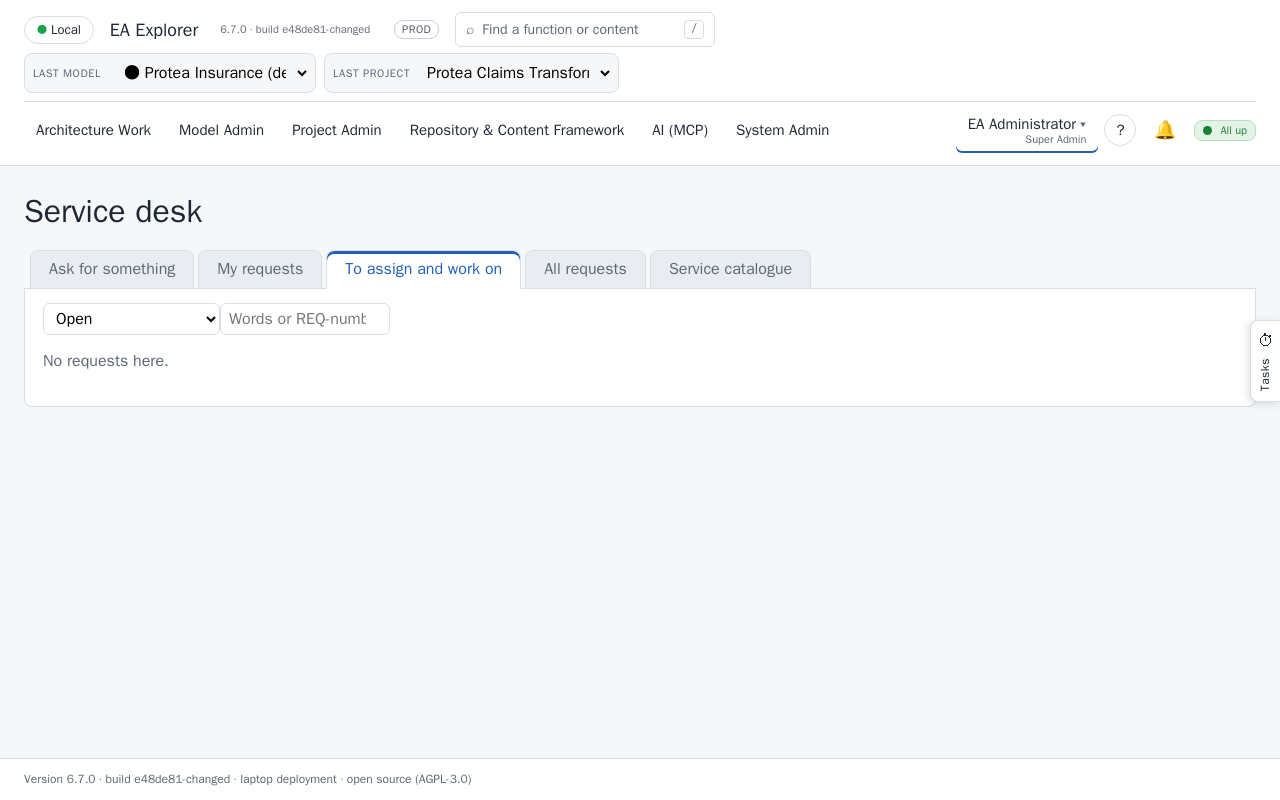 Local
EA Explorer
6.7.0 · build e48de81-changed
PROD
Find a function or content
/
LAST MODEL
Protea Insurance (de
LAST PROJECT
Protea Claims Transfor
Architecture Work
Model Admin
Project Admin
Repository & Content Framework
AI (MCP)
System Admin
EA Administrator
Super Admin
?
All up
Service desk
Ask for something
My requests
To assign and work on
All requests
Service catalogue
Open
Words or REQ-numb
No requests here.
Tasks
Version 6.7.0 · build e48de81-changed · laptop deployment · open source (AGPL-3.0)